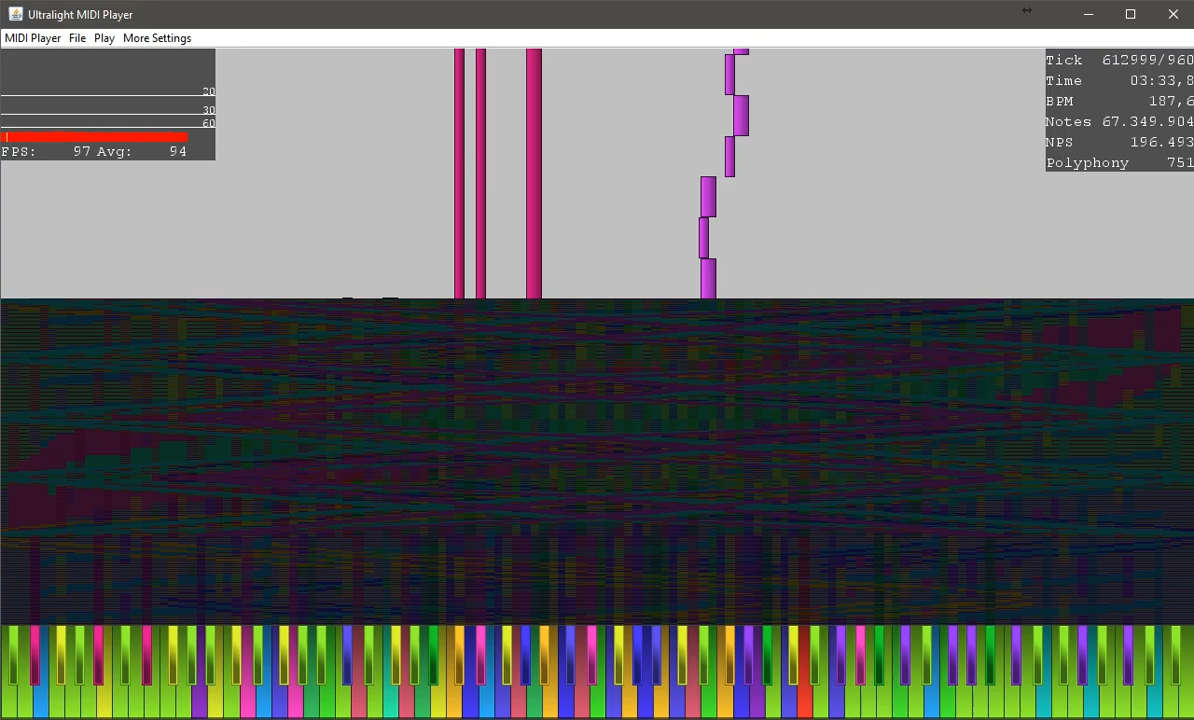 Ultralight MIDI Player
MIDI Player File Play More Settings
20
30
60
FPS: 97 Avg: 94
Tick 612999/960
Time 03:33,8
BPM 187,6
Notes 67.349.904
NPS 196.493
Polyphony 751